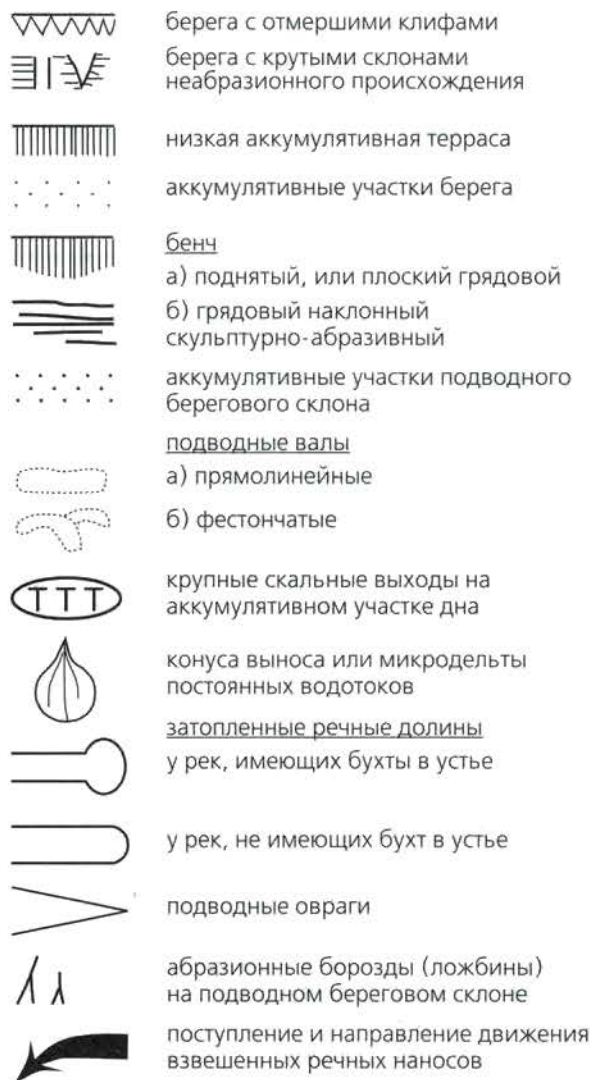 берега с отмершими клифами
берега с крутыми склонами
неабразионного происхождения
низкая аккумулятивная терраса
аккумулятивные участки берега
бенч
а) поднятый, или плоский грядовой
б) грядовый наклонный
скульптурно-абразивный
аккумулятивные участки подводного
берегового склона
подводные валы
а) прямолинейные
б) фестончатые
ТТТ
крупные скальные выходы на
аккумулятивном участке дна
конуса выноса или микродельты
постоянных водотоков
затопленные речные долины
у рек, имеющих бухты в устье
у рек, не имеющих бухт в устье
подводные овраги
абразионные борозды (ложбины)
на подводном береговом склоне
поступление и направление движения
взвешенных речных наносов